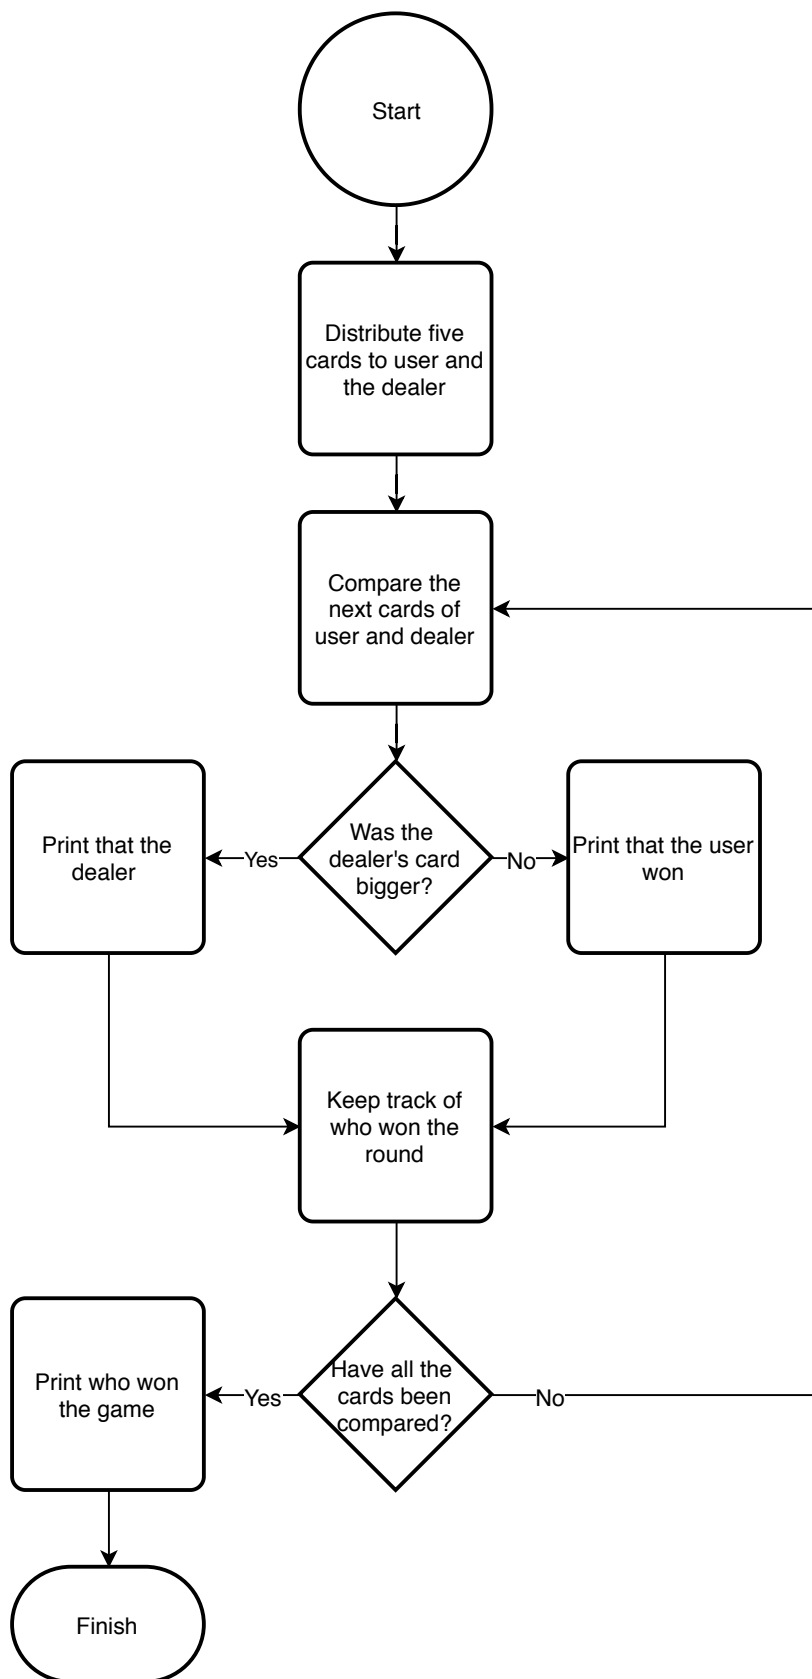 Start
Distribute five
cards to user and
the dealer
Compare the
next cards of
user and dealer
Was the
dealer's card
bigger?
Yes
No
Print that the
dealer
Print that the user
won
Keep track of
who won the
round
Have all the
cards been
compared?
Yes
No
Print who won
the game
Finish